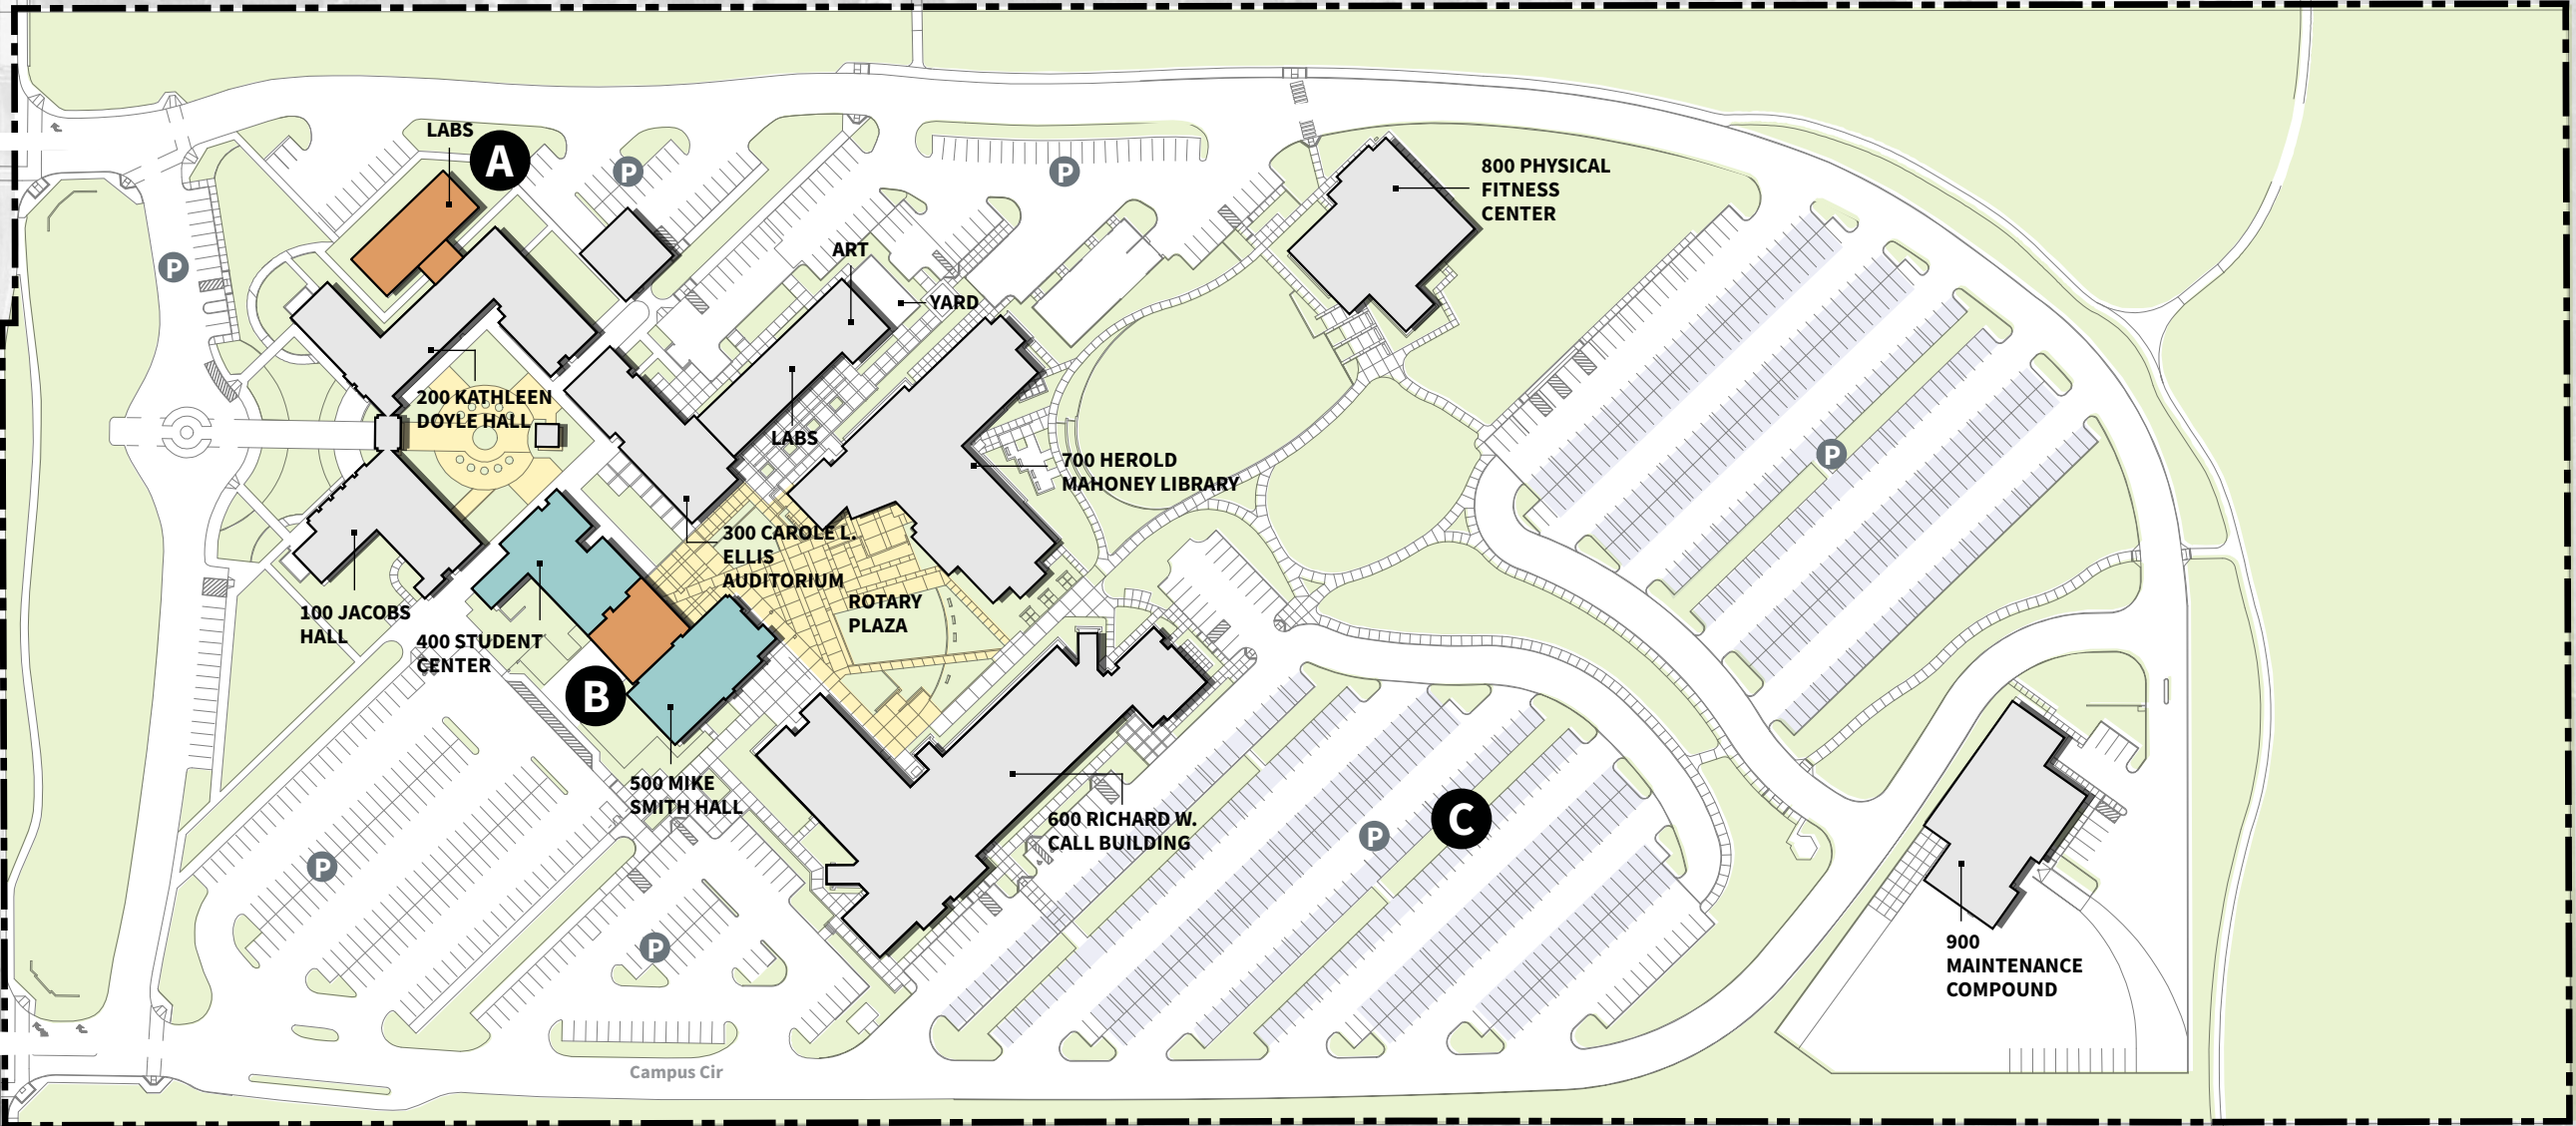 LABS
A
P
P
P
800 PHYSICAL
FITNESS
CENTER
ART
P
YARD
200 KATHLEEN
DOYLE HALL
LABS
P
700 HEROLD
MAHONEY LIBRARY
300 CAROLE L.
ELLIS
AUDITORIUM
ROTARY
PLAZA
100 JACOBS
HALL
400 STUDENT
CENTER
B
500 MIKE
SMITH HALL
600 RICHARD W.
CALL BUILDING
P
C
P
P
900
MAINTENANCE
COMPOUND
Campus Cir